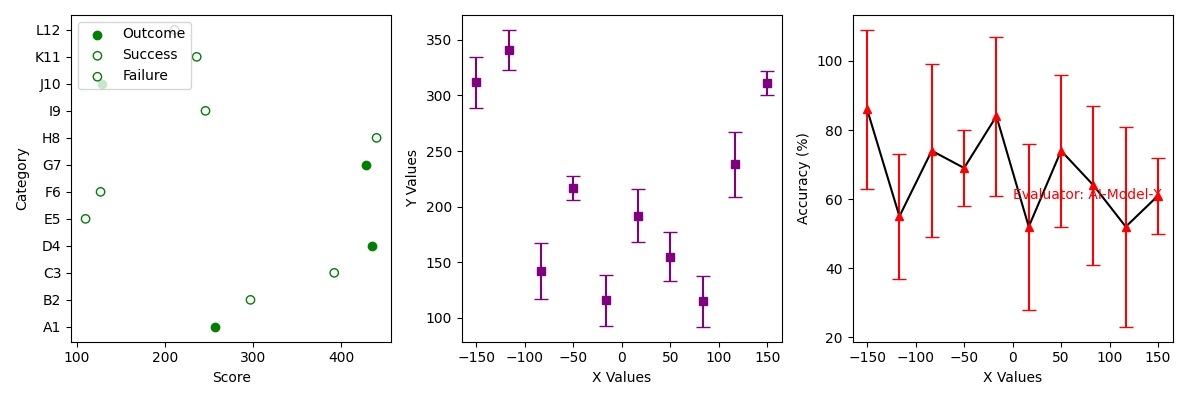 Outcome
Success
Failure
L12
K11
J10
I9
H8
G7
F6
E5
D4
C3
B2
A1
Category
100 200 300 400
Score
350
300
250
200
150
100
Y Values
−150 −100 −50 0 50 100 150
X Values
100
80
60
40
20
Accuracy (%)
Evaluator: AI-Model-X
−150 −100 −50 0 50 100 150
X Values